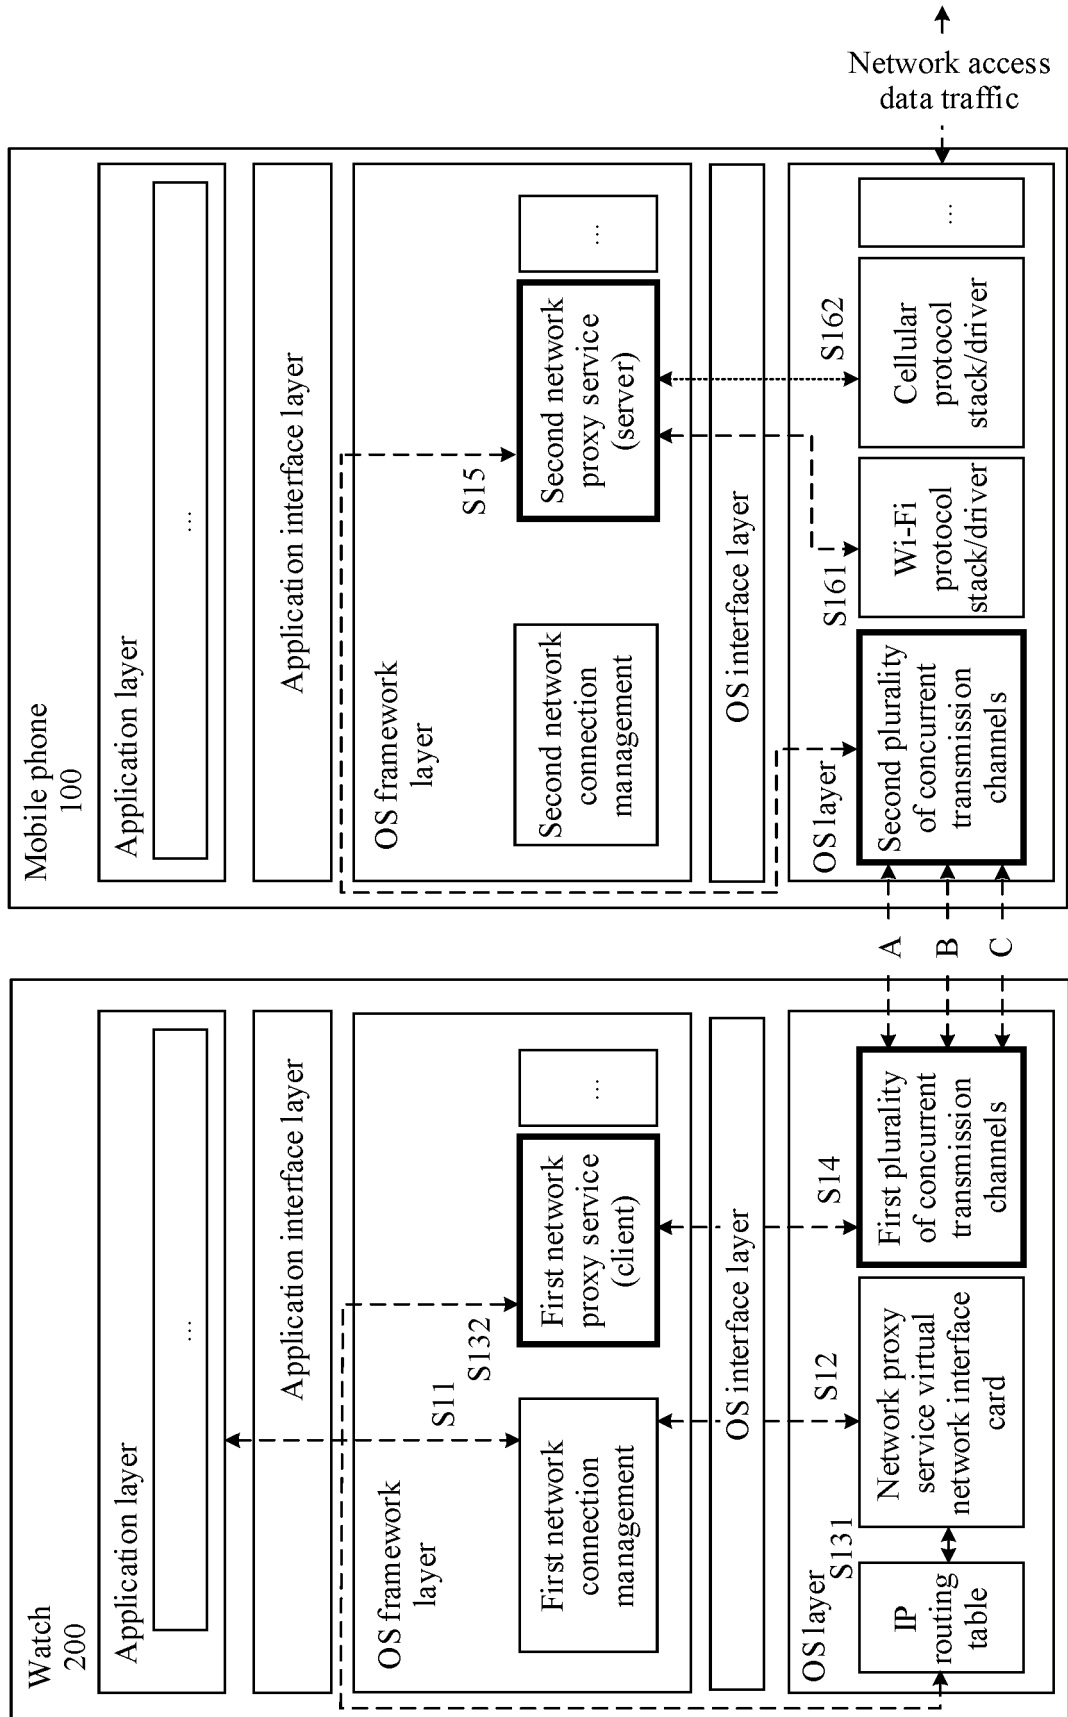 Watch
200
Application layer
...
Application interface layer
OS framework
layer
S11
S132
First network
connection
management
First network
proxy service
(client)
...
OS interface layer
OS layer
S131
S12
S14
IP
routing
table
Network proxy
service virtual
network interface
card
First plurality
of concurrent
transmission
channels
A
B
C
Mobile phone
100
Application layer
...
Application interface layer
OS framework
layer
S15
Second network
connection
management
Second network
proxy service
(server)
...
OS interface layer
OS layer
S161
S162
Second plurality
of concurrent
transmission
channels
Wi-Fi
protocol
stack/driver
Cellular
protocol
stack/driver
...
Network access
data traffic